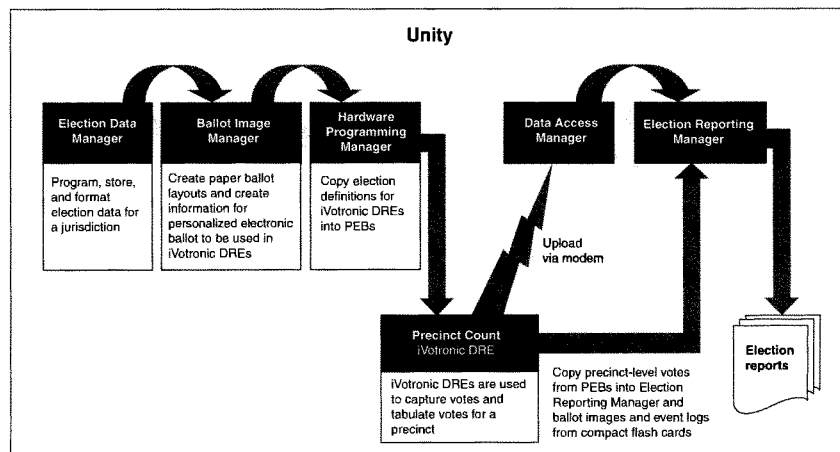 Unity
Election Data
Manager
Program, store,
and format
election data for
a jurisdiction
Ballot Image
Manager
Create paper ballot
layouts and create
information for
personalized electronic
ballot to be used in
iVotronic DREs
Hardware
Programming
Manager
Copy election
definitions for
iVotronic DREs
into PEBs
Data Access
Manager
Election Reporting
Manager
Upload
via modem
Precinct Count
iVotronic DRE
iVotronic DREs are used
to capture votes and
tabulate votes for a
precinct
Copy precinct-level votes
from PEBs into Election
Reporting Manager and
ballot images and event logs
from compact flash cards
Election
reports